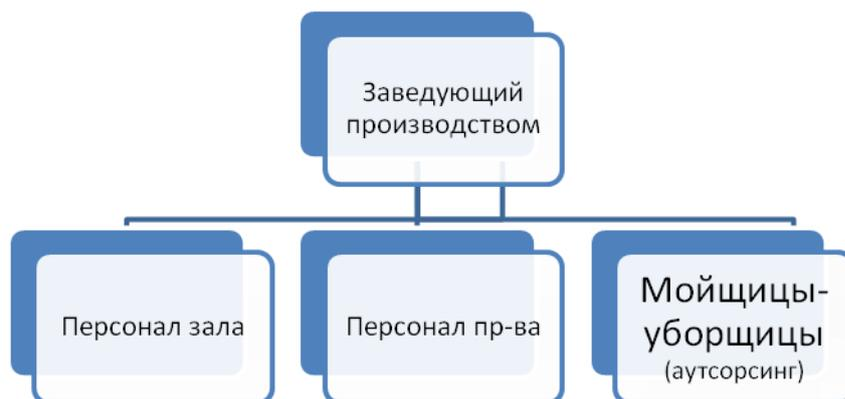 Заведующий
производством
Персонал зала
Персонал пр-ва
Мойщицы-
уборщицы
(аутсорсинг)